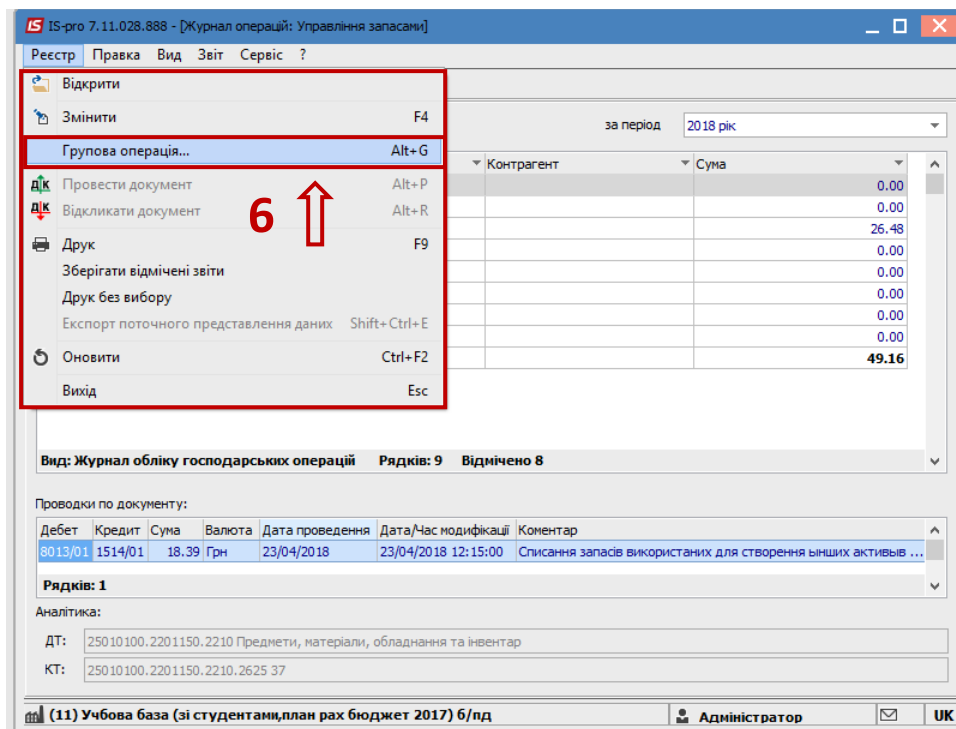 IS-pro 7.11.028.888 - [Журнал операцій: Управління запасами]
Реєстр Правка Вид Звіт Сервіс ?
Відкрити
Змінити F4
Групова операція... Alt+G
Провести документ Alt+P
Відкликати документ Alt+R
6
Друк F9
Зберігати відмічені звіти
Друк без вибору
Експорт поточного представлення даних Shift+Ctrl+E
Оновити Ctrl+F2
Вихід Esc
за період 2018 рік
Контрагент Сума
0.00
0.00
26.48
0.00
0.00
0.00
0.00
0.00
49.16
Вид: Журнал обліку господарських операцій Рядків: 9 Відмічено 8
Проводки по документу:
Дебет Кредит Сума Валюта Дата проведення Дата/Час модифікації Коментар
8013/01 1514/01 18.39 Грн 23/04/2018 23/04/2018 12:15:00 Списання запасів використаних для створення ынших активыв ...
Рядків: 1
Аналітика:
ДТ: 25010100.2201150.2210 Предмети, матеріали, обладнання та інвентар
КТ: 25010100.2201150.2210.2625 37
(11) Учбова база (зі студентами,план рах бюджет 2017) б/пд Адміністратор UK